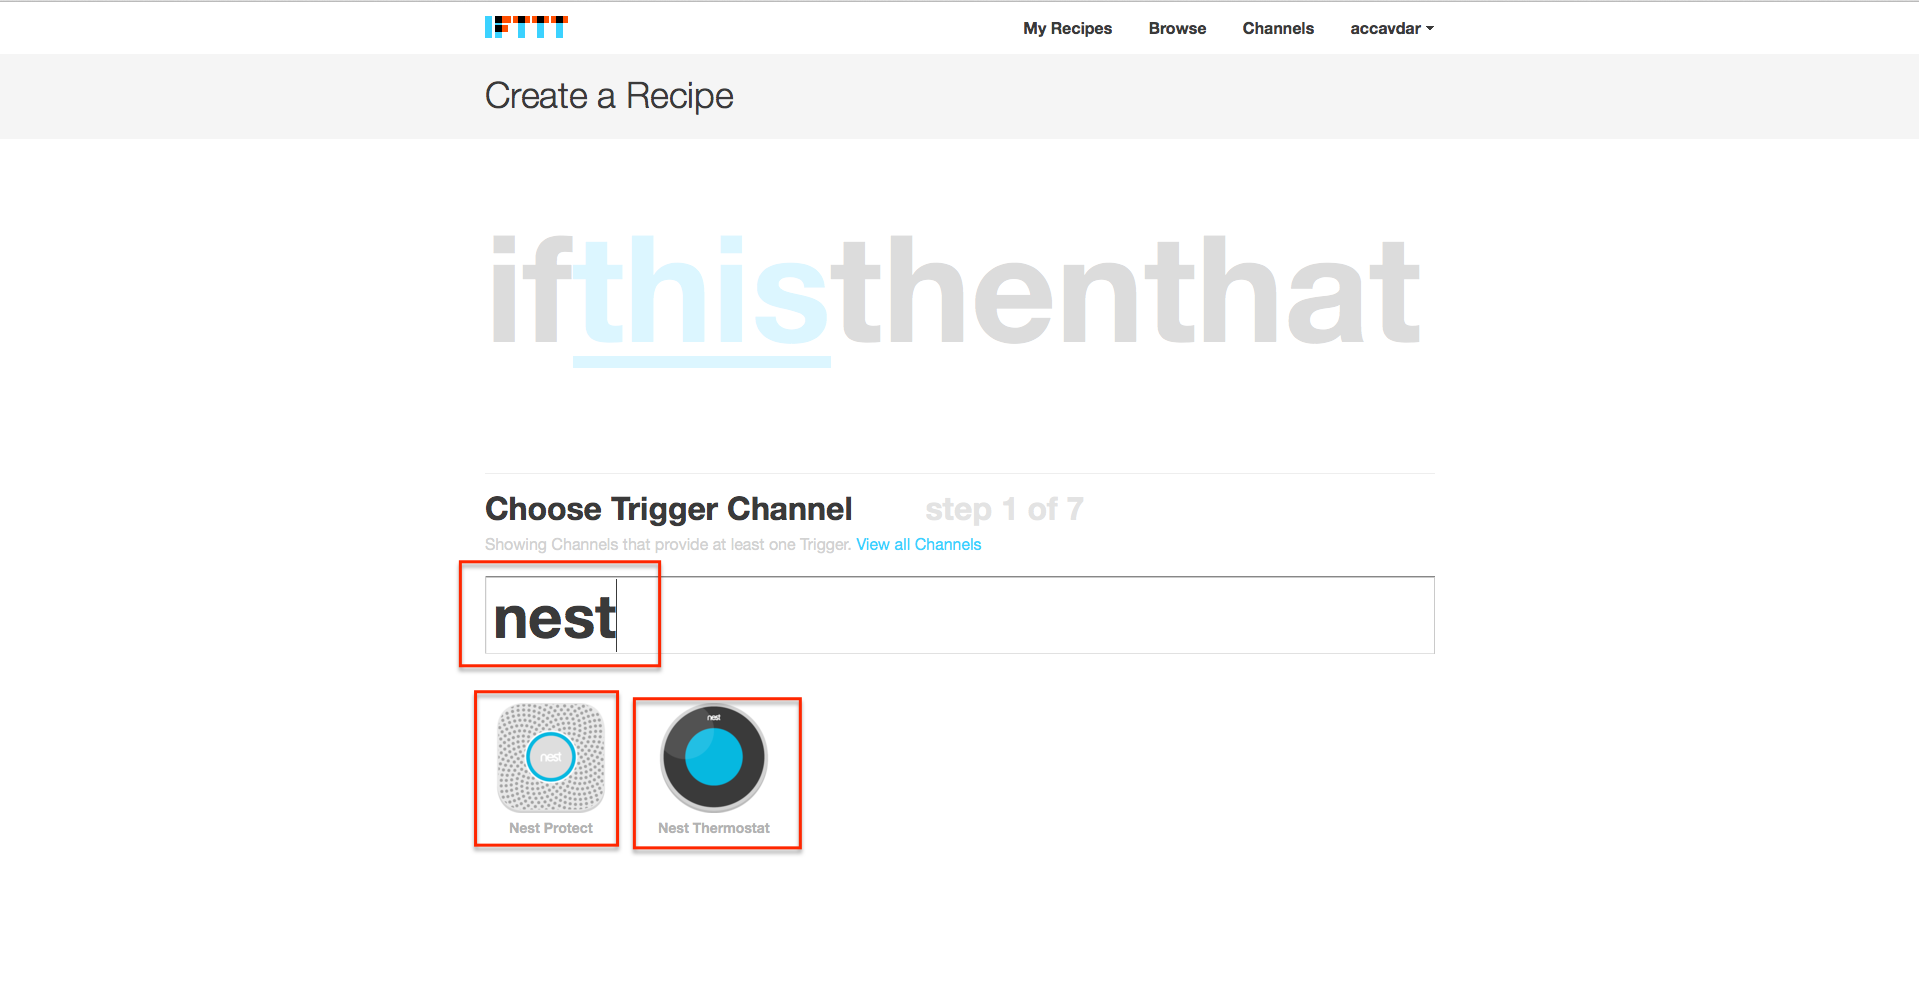 IFTTT
My Recipes Browse Channels accavdar
Create a Recipe
ifthisthenthat
Choose Trigger Channel step 1 of 7
Showing Channels that provide at least one Trigger. View all Channels
nest
nest
nest
Nest Protect
Nest Thermostat